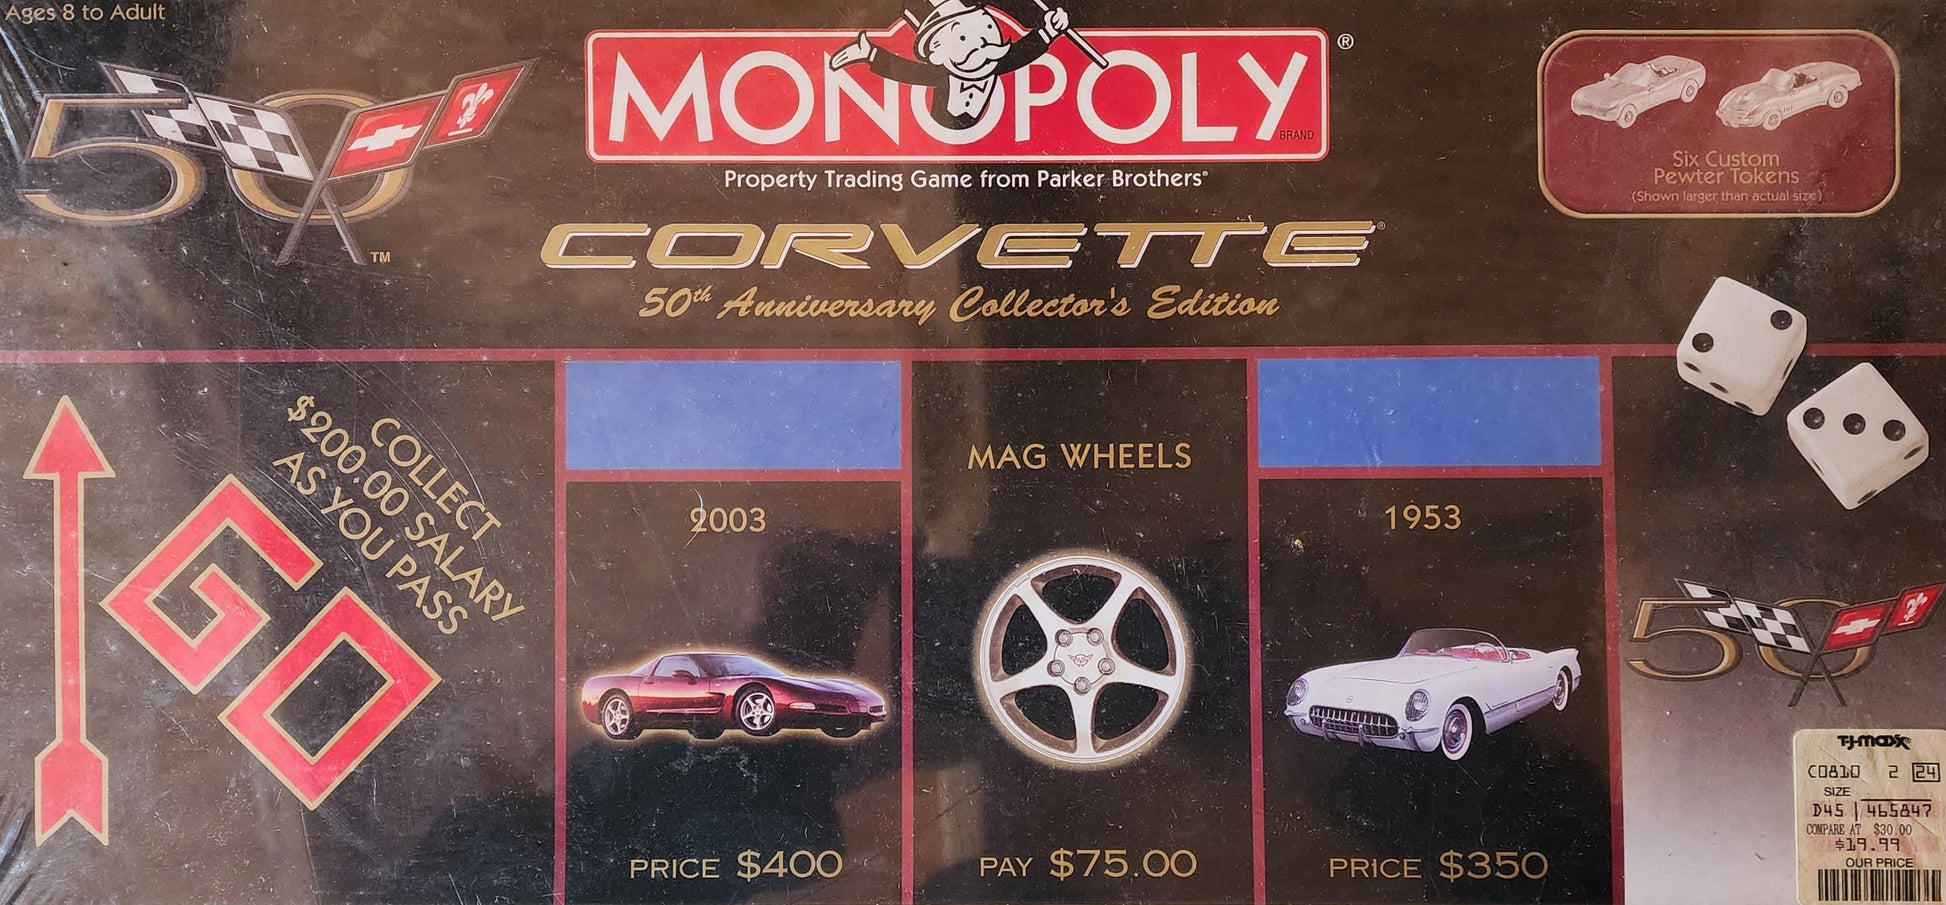 Ages 8 to Adult
MONOPOLY®
BRAND
Property Trading Game from Parker Brothers®
50
TM
CORVETTE®
50th Anniversary Collector's Edition
Six Custom
Pewter Tokens
(Shown larger than actual size)
COLLECT
$200.00 SALARY
AS YOU PASS
GO
2003
PRICE $400
MAG WHEELS
PAY $75.00
1953
PRICE $350
50
T·J·maxx®
C0810 2 24
SIZE
D45 | 465847
COMPARE AT $30.00
$19.99
OUR PRICE